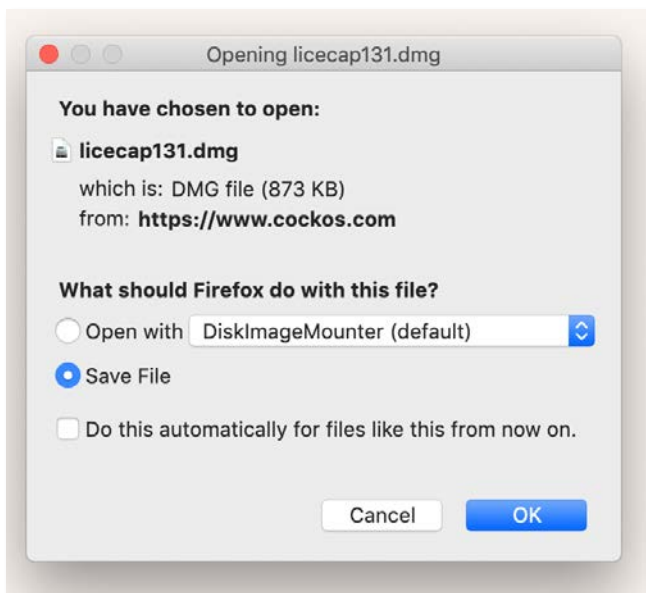 Opening licecap131.dmg
You have chosen to open:
licecap131.dmg
which is: DMG file (873 KB)
from: https://www.cockos.com
What should Firefox do with this file?
Open with DiskImageMounter (default)
Save File
Do this automatically for files like this from now on.
Cancel OK